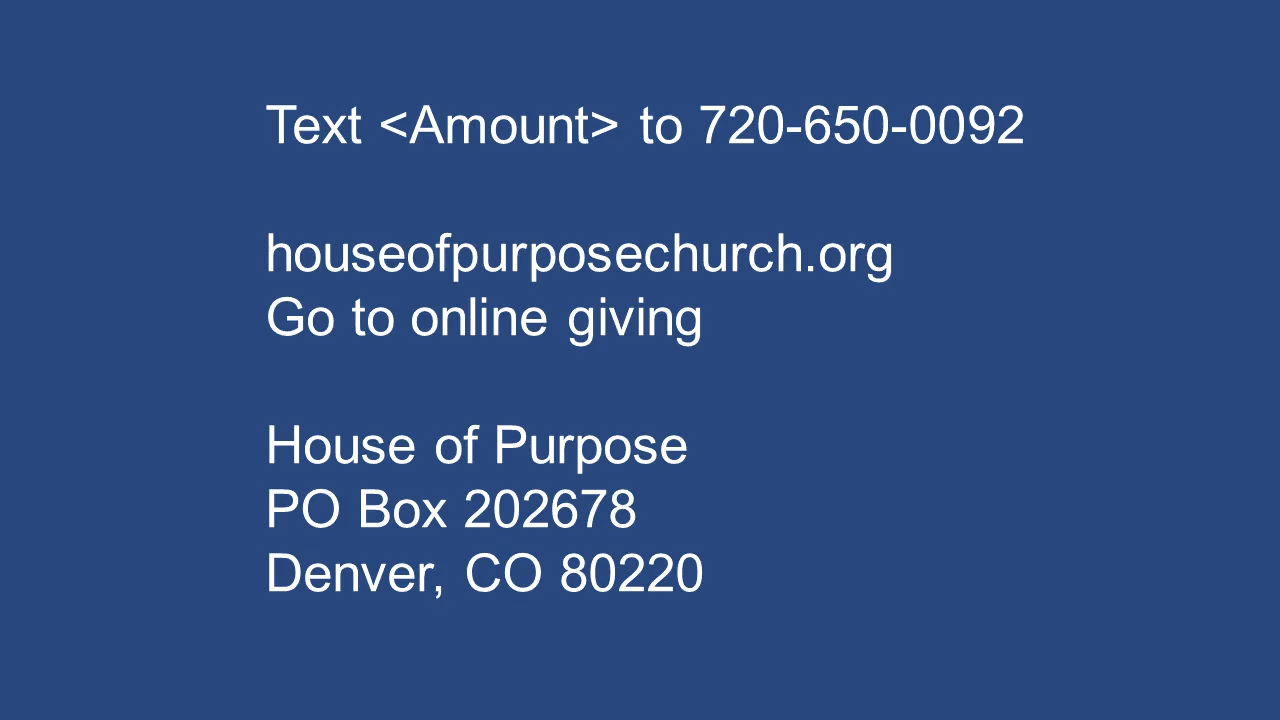 Text <Amount> to 720-650-0092
houseofpurposechurch.org
Go to online giving
House of Purpose
PO Box 202678
Denver, CO 80220